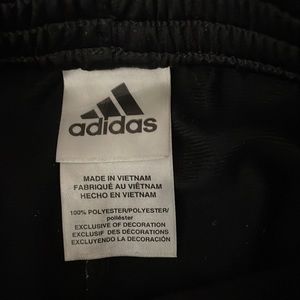 adidas
MADE IN VIETNAM
FABRIQUÉ AU VIÊTNAM
HECHO EN VIETNAM
100% POLYESTER/POLYESTER/
poliéster
EXCLUSIVE OF DECORATION
EXCLUSIF DES DÉCORATIONS
EXCLUYENDO LA DECORACIÓN